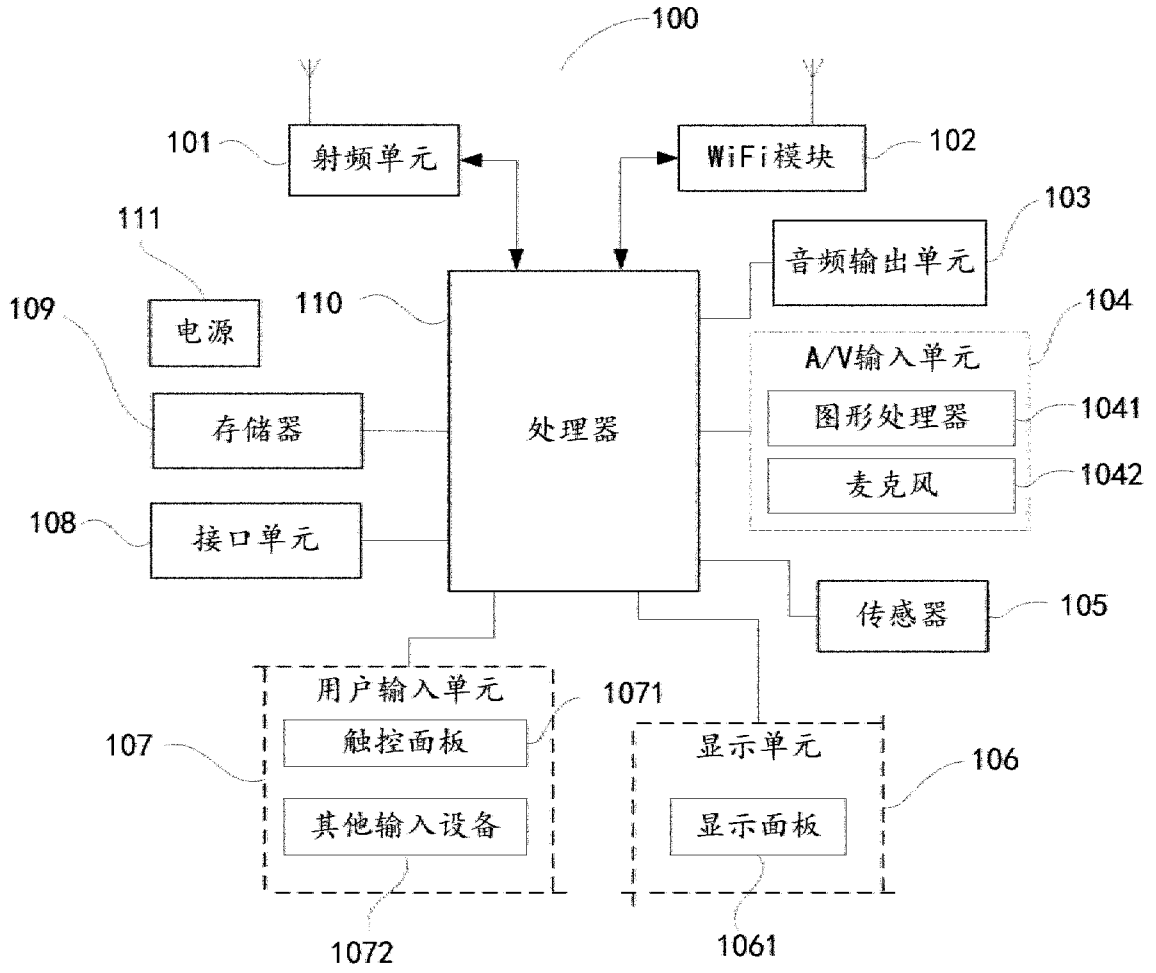 100
101
射频单元
WiFi模块
102
111
103
音频输出单元
109
电源
110
104
A/V输入单元
存储器
处理器
图形处理器
1041
麦克风
1042
108
接口单元
传感器
105
用户输入单元
1071
107
触控面板
显示单元
106
其他输入设备
显示面板
1072
1061